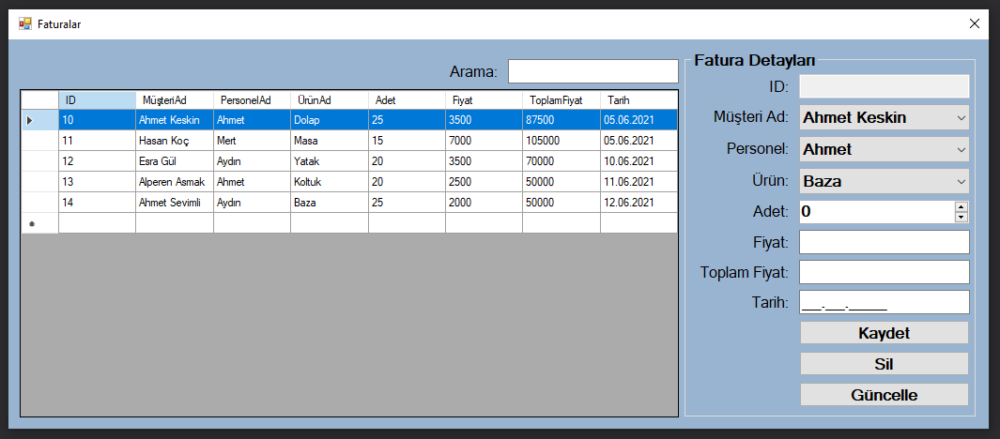 Faturalar
Arama:
ID MüşteriAd PersonelAd ÜrünAd Adet Fiyat ToplamFiyat Tarih
10 Ahmet Keskin Ahmet Dolap 25 3500 87500 05.06.2021
11 Hasan Koç Mert Masa 15 7000 105000 05.06.2021
12 Esra Gül Aydın Yatak 20 3500 70000 10.06.2021
13 Alperen Asmak Ahmet Koltuk 20 2500 50000 11.06.2021
14 Ahmet Sevimli Aydın Baza 25 2000 50000 12.06.2021
Fatura Detayları
ID:
Müşteri Ad: Ahmet Keskin
Personel: Ahmet
Ürün: Baza
Adet: 0
Fiyat:
Toplam Fiyat:
Tarih: __.__.____
Kaydet
Sil
Güncelle